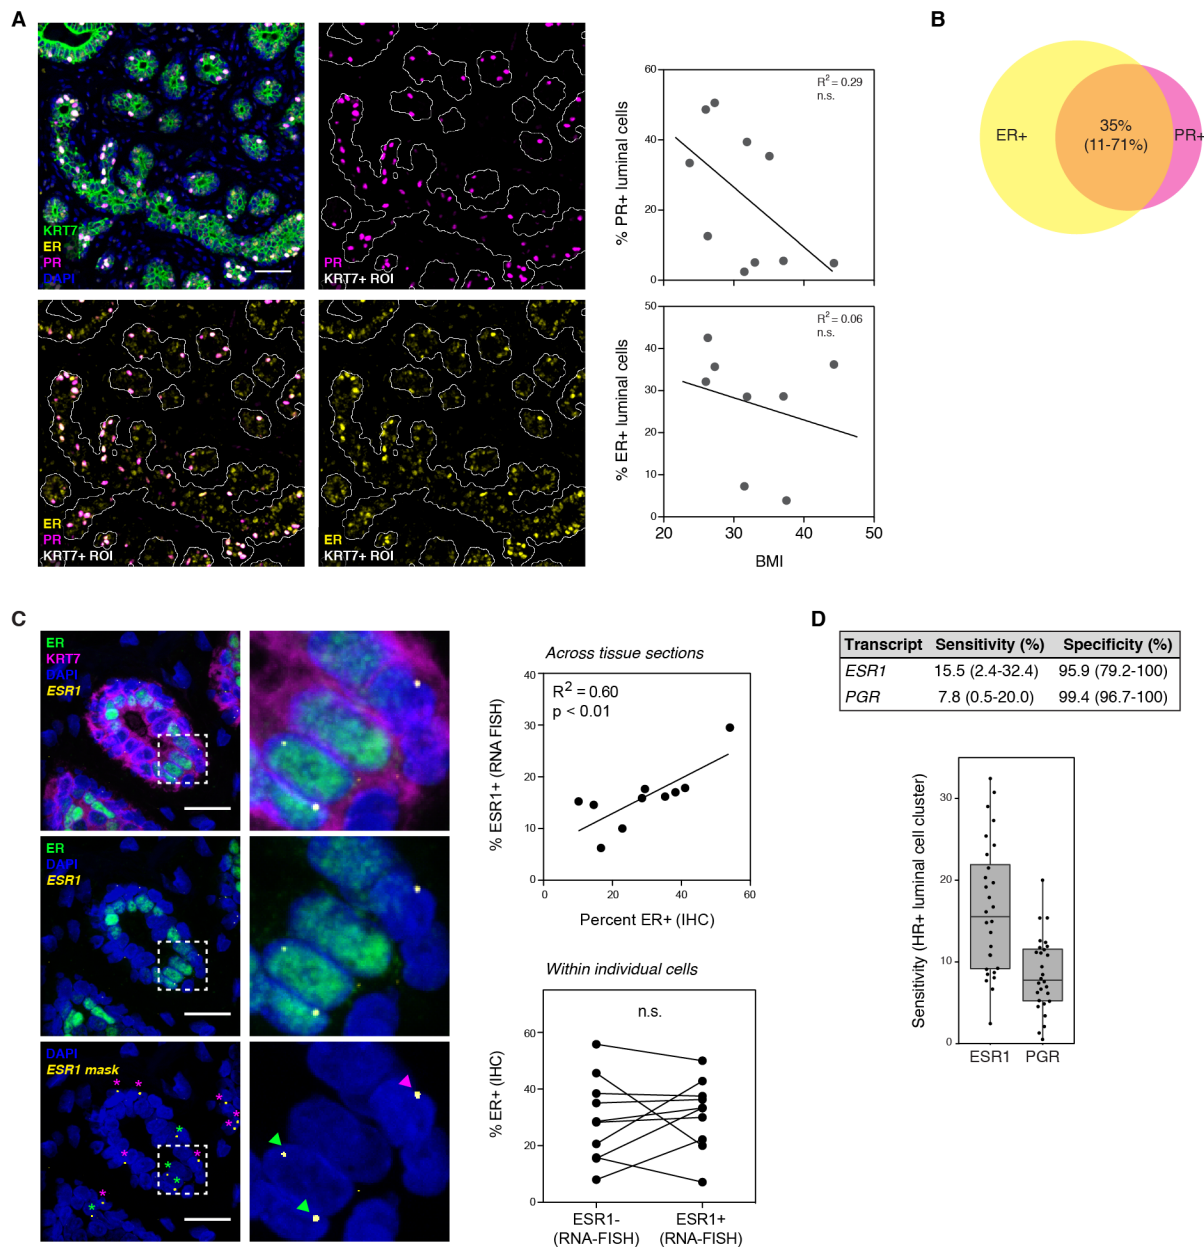 A
KRT7
ER
PR
DAPI
PR
KRT7+ ROI
ER
PR
KRT7+ ROI
ER
KRT7+ ROI
% PR+ luminal cells
60
40
20
0
R² = 0.29
n.s.
% ER+ luminal cells
50
40
30
20
10
0
R² = 0.06
n.s.
20
30
40
50
BMI
B
ER+
35%
(11-71%)
PR+
C
ER
KRT7
DAPI
ESR1
ER
DAPI
ESR1
DAPI
ESR1 mask
Across tissue sections
% ESR1+ (RNA FISH)
40
30
20
10
0
R² = 0.60
p < 0.01
0
20
40
60
Percent ER+ (IHC)
Within individual cells
% ER+ (IHC)
60
40
20
0
n.s.
ESR1-
(RNA-FISH)
ESR1+
(RNA-FISH)
D
Transcript Sensitivity (%) Specificity (%)
ESR1 15.5 (2.4-32.4) 95.9 (79.2-100)
PGR 7.8 (0.5-20.0) 99.4 (96.7-100)
Sensitivity (HR+ luminal cell cluster)
30
20
10
0
ESR1
PGR